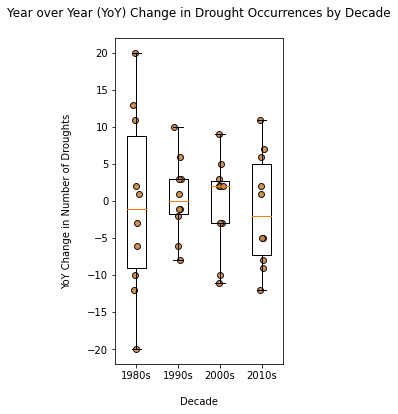 Year over Year (YoY) Change in Drought Occurrences by Decade
YoY Change in Number of Droughts
20
15
10
5
0
−5
−10
−15
−20
1980s 1990s 2000s 2010s
Decade